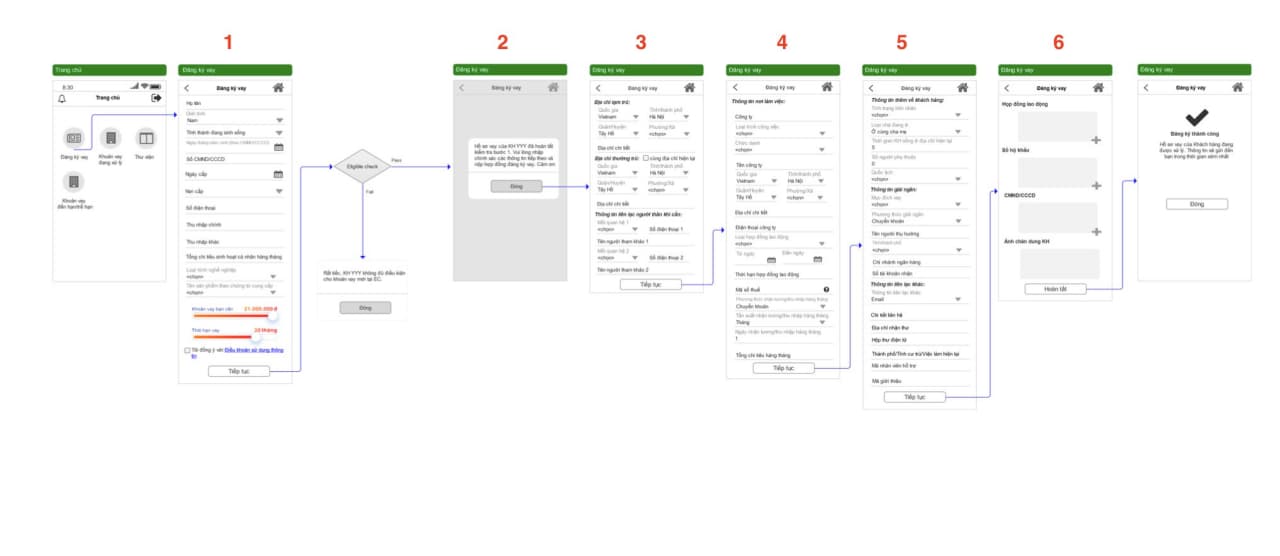 1
2
3
4
5
6
Trang chủ
8:30
Trang chủ
Đăng ký vay
Khoản vay
đang xử lý
Thư viện
Khoản vay
đến hạn/trễ hạn
Đăng ký vay
Đăng ký vay
Họ tên
Giới tính
Nam
Tỉnh thành đang sinh sống
Ngày tháng năm sinh (theo CMND/CCCD)
Số CMND/CCCD
Ngày cấp
Nơi cấp
Số điện thoại
Thu nhập chính
Thu nhập khác
Tổng chi tiêu sinh hoạt cá nhân hàng tháng
Loại hình nghề nghiệp
<chọn>
Tên sản phẩm theo chứng từ cung cấp
<chọn>
Khoản vay bạn cần
Thời hạn vay
Tôi đồng ý với Điều khoản sử dụng thông
tin
Tiếp tục
Eligible check
Pass
Fail
Rất tiếc, KH YYY không đủ điều kiện
cho khoản vay mới tại EC.
Đóng
Đăng ký vay
Đăng ký vay
Hồ sơ vay của KH YYY đã hoàn tất
kiểm tra bước 1. Vui lòng nhập
chính xác các thông tin tiếp theo và
nộp hợp đồng đăng ký vay. Cảm ơn
Đóng
Đăng ký vay
Đăng ký vay
Địa chỉ tạm trú:
Quốc gia Tỉnh/thành phố
Vietnam Hà Nội
Quận/Huyện Phường/Xã
Tây Hồ <chọn>
Địa chỉ chi tiết
Địa chỉ thường trú: cùng địa chỉ hiện tại
Quốc gia Tỉnh/thành phố
Vietnam Hà Nội
Quận/Huyện Phường/Xã
Tây Hồ <chọn>
Địa chỉ chi tiết
Thông tin liên lạc người thân khi cần:
Mối quan hệ 1
<chọn> Số điện thoại 1
Tên người tham khảo 1
Mối quan hệ 2
<chọn> Số điện thoại 2
Tên người tham khảo 2
Tiếp tục
Đăng ký vay
Đăng ký vay
Thông tin nơi làm việc:
Công ty
Loại hình công việc
<chọn>
Chức danh
<chọn>
Tên công ty
Quốc gia Tỉnh/thành phố
Vietnam Hà Nội
Quận/Huyện Phường/Xã
Tây Hồ <chọn>
Địa chỉ chi tiết
Điện thoại công ty
Loại hợp đồng lao động
<chọn>
Từ ngày Đến ngày
Thời hạn hợp đồng lao động
Mã số thuế
Phương thức nhận lương/thu nhập hàng tháng
Chuyển khoản
Tần suất nhận lương/thu nhập hàng tháng
Tháng
Ngày nhận lương/thu nhập hàng tháng
1
Tổng chi tiêu hàng tháng
Tiếp tục
Đăng ký vay
Đăng ký vay
Thông tin thêm về khách hàng:
Tình trạng hôn nhân
<chọn>
Loại nhà đang ở
Ở cùng cha mẹ
Thời gian KH sống ở địa chỉ hiện tại
5
Số người phụ thuộc
0
Quốc tịch
<chọn>
Thông tin giải ngân:
Mục đích vay
<chọn>
Phương thức giải ngân
Chuyển khoản
Tên người thụ hưởng
Tỉnh/thành phố
<chọn>
Chi nhánh ngân hàng
Số tài khoản nhận
Thông tin liên lạc khác:
Thông tin liên lạc khác
Email
Chi tiết liên hệ
Địa chỉ nhận thư
Hộp thư điện tử
Thành phố/Tỉnh cư trú/Việc làm hiện tại
Mã nhân viên hỗ trợ
Mã giới thiệu
Tiếp tục
Đăng ký vay
Đăng ký vay
Hợp đồng lao động
Sổ hộ khẩu
CMND/CCCD
Ảnh chân dung KH
Hoàn tất
Đăng ký vay
Đăng ký vay
Đăng ký thành công
Hồ sơ vay của Khách hàng đang
được xử lý. Thông tin sẽ gửi đến
bạn trong thời gian sớm nhất
Đóng